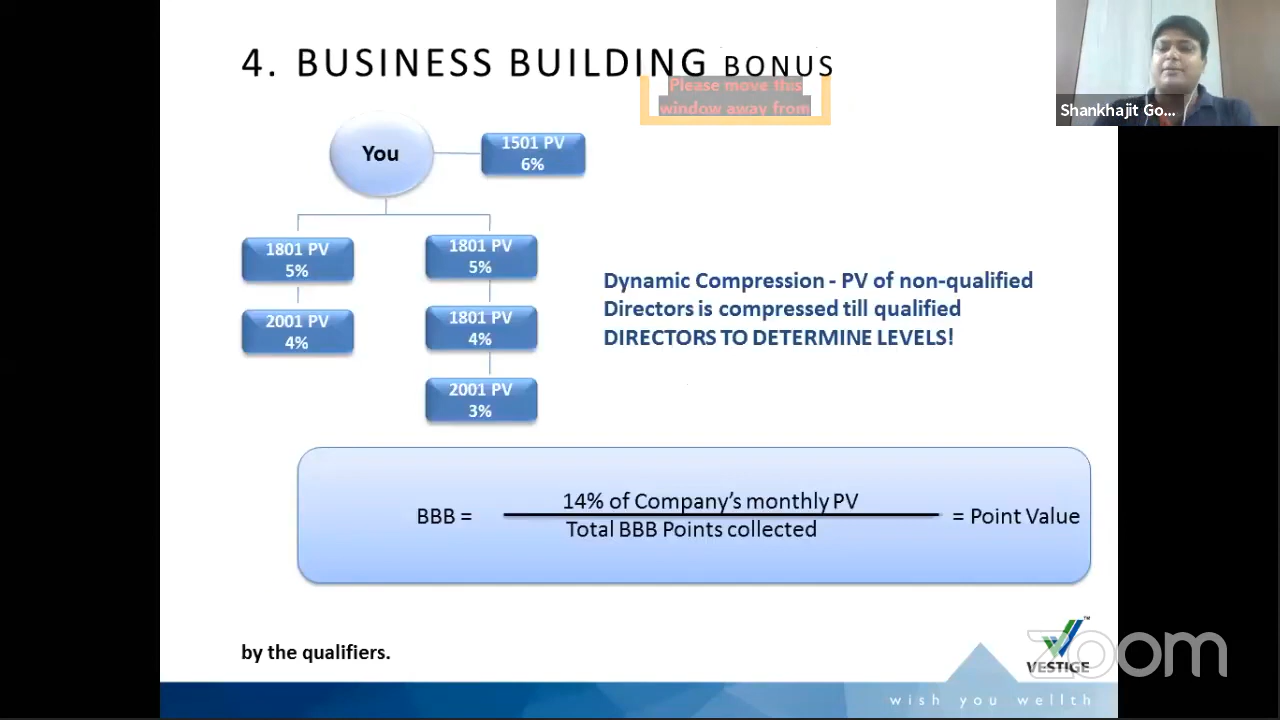 4. BUSINESS BUILDING BONUS
Please move this
window away from
Shankhajit Go...
You
1501 PV
6%
1801 PV
5%
1801 PV
5%
2001 PV
4%
1801 PV
4%
2001 PV
3%
Dynamic Compression - PV of non-qualified
Directors is compressed till qualified
DIRECTORS TO DETERMINE LEVELS!
BBB =
14% of Company's monthly PV
Total BBB Points collected
= Point Value
by the qualifiers.
VESTIGE
TM
zoom
wish you wellth